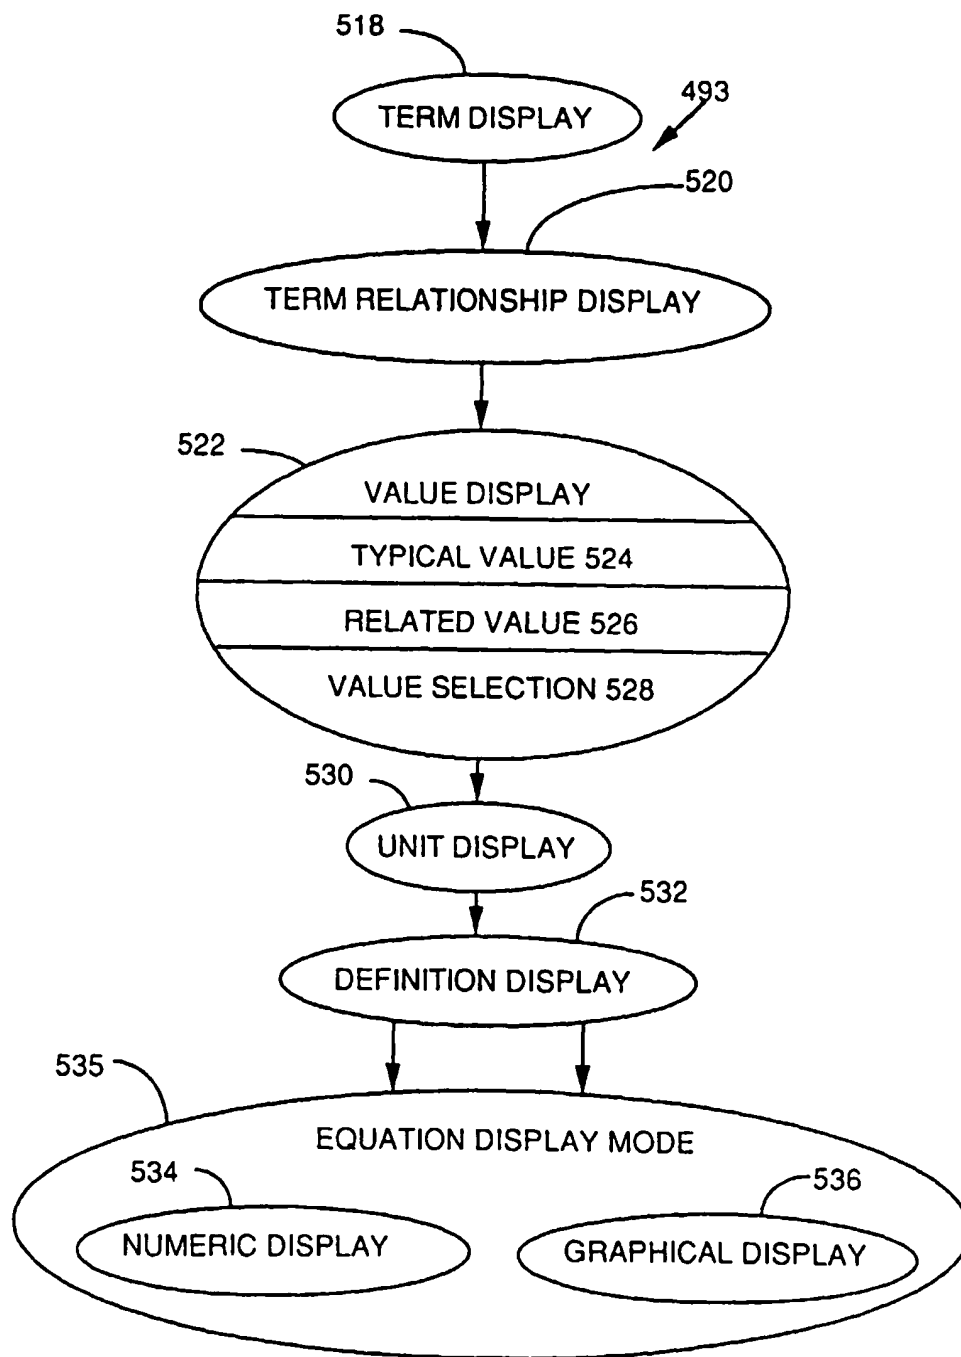 518
TERM DISPLAY
493
520
TERM RELATIONSHIP DISPLAY
522
VALUE DISPLAY
TYPICAL VALUE 524
RELATED VALUE 526
VALUE SELECTION 528
530
UNIT DISPLAY
532
DEFINITION DISPLAY
535
EQUATION DISPLAY MODE
534
536
NUMERIC DISPLAY
GRAPHICAL DISPLAY